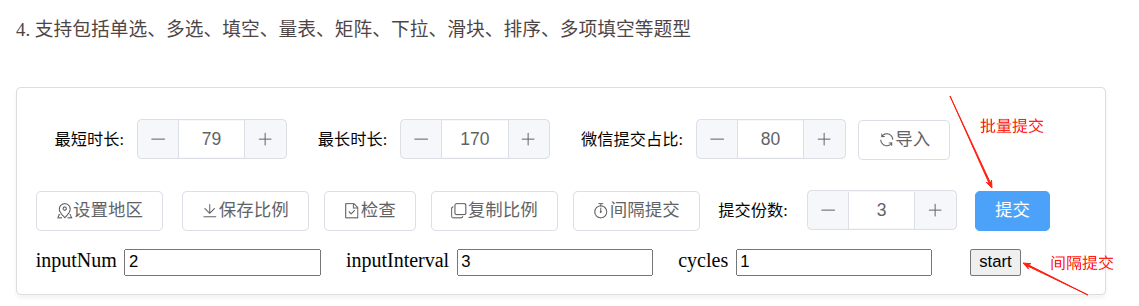 4. 支持包括单选、多选、填空、量表、矩阵、下拉、滑块、排序、多项填空等题型
最短时长: 79 最长时长: 170 微信提交占比: 80 导入
批量提交
设置地区 保存比例 检查 复制比例 间隔提交 提交份数: 3 提交
inputNum 2 inputInterval 3 cycles 1 start 间隔提交